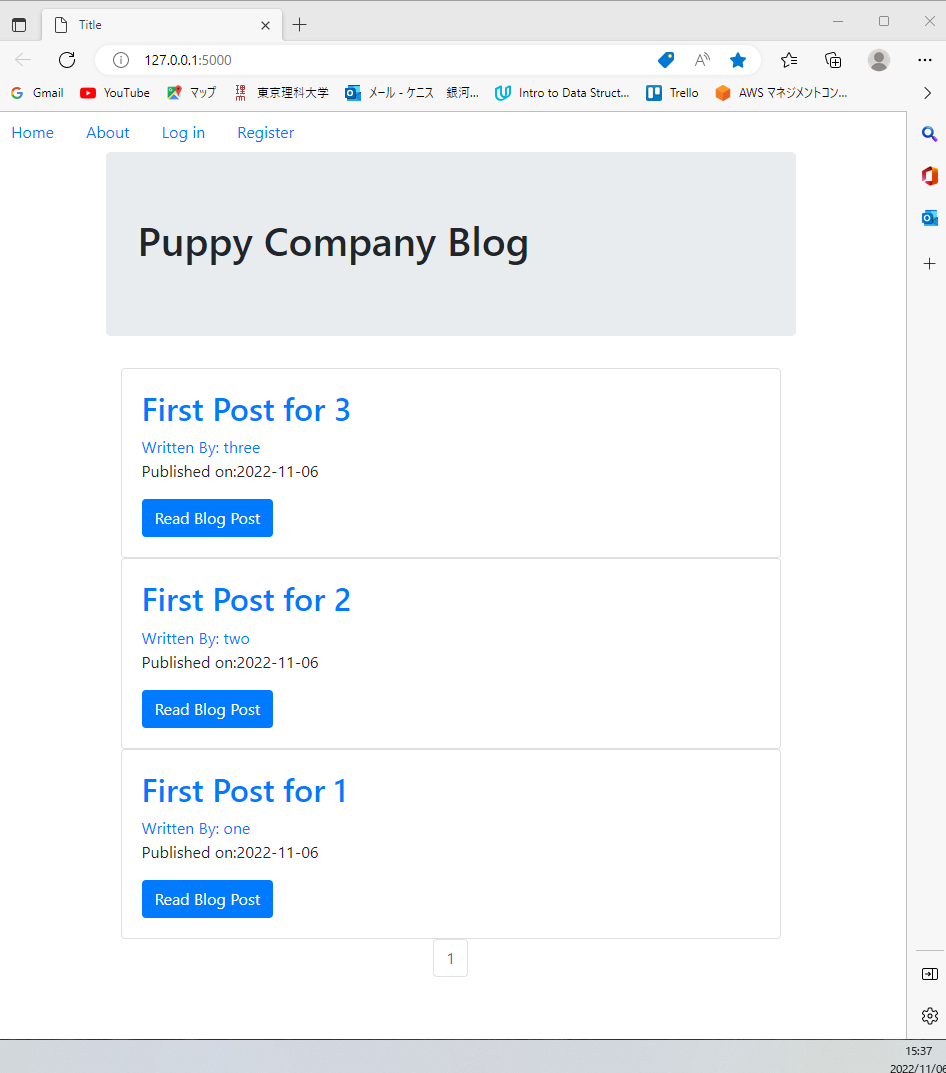 Title
127.0.0.1:5000
Gmail YouTube マップ 東京理科大学 メール - ケニス 銀河... Intro to Data Struct... Trello AWS マネジメントコン...
Home About Log in Register
Puppy Company Blog
First Post for 3
Written By: three
Published on:2022-11-06
Read Blog Post
First Post for 2
Written By: two
Published on:2022-11-06
Read Blog Post
First Post for 1
Written By: one
Published on:2022-11-06
Read Blog Post
1
15:37
2022/11/06